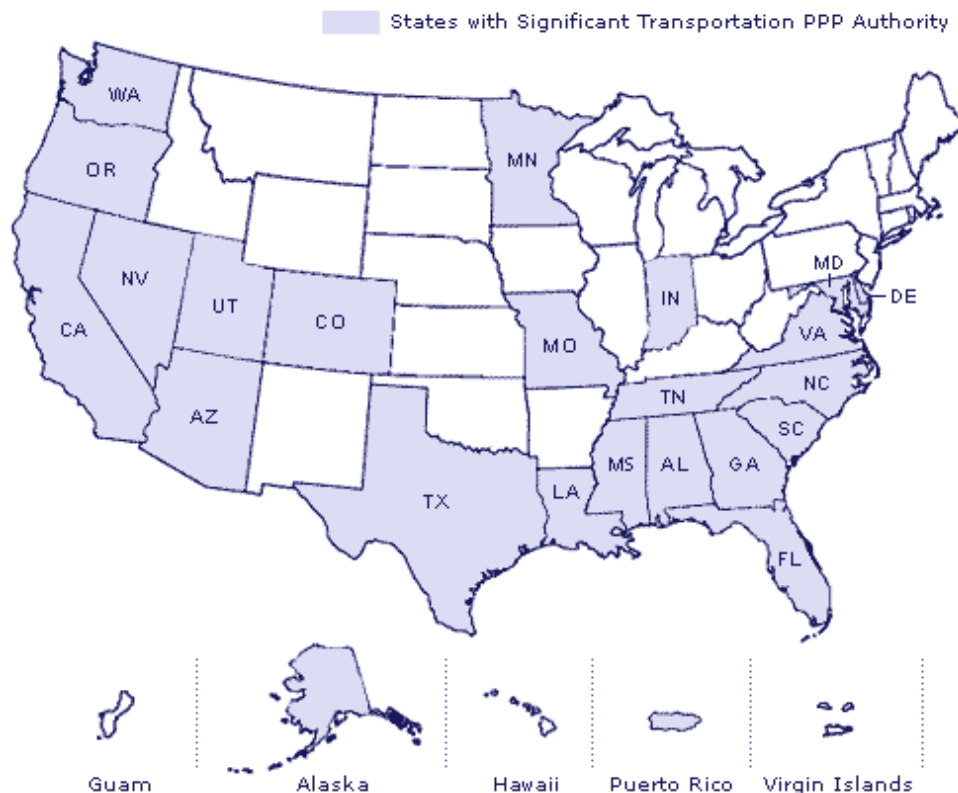 States with Significant Transportation PPP Authority
WA
OR
MN
NV
UT
CO
CA
AZ
TX
MO
IN
MD
DE
VA
NC
TN
SC
MS
AL
GA
LA
FL
Guam
Alaska
Hawaii
Puerto Rico
Virgin Islands